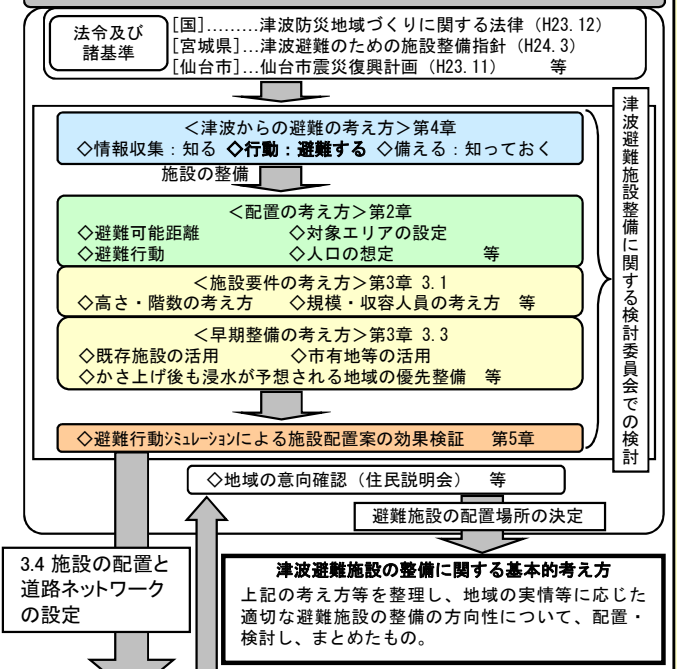 法令及び
諸基準
[国].........津波防災地域づくりに関する法律（H23.12）
[宮城県]...津波避難のための施設整備指針（H24.3）
[仙台市]...仙台市震災復興計画（H23.11）　　等
＜津波からの避難の考え方＞第4章
◇情報収集：知る ◇行動：避難する ◇備える：知っておく
施設の整備
＜配置の考え方＞第2章
◇避難可能距離　　◇対象エリアの設定
◇避難行動　　◇人口の想定　　等
＜施設要件の考え方＞第3章 3.1
◇高さ・階数の考え方　◇規模・収容人員の考え方　等
＜早期整備の考え方＞第3章 3.3
◇既存施設の活用　　◇市有地等の活用
◇かさ上げ後も浸水が予想される地域の優先整備　等
◇避難行動ｼﾐｭﾚｰｼｮﾝによる施設配置案の効果検証　第5章
津波避難施設整備に関する検討委員会での検討
◇地域の意向確認（住民説明会）　等
避難施設の配置場所の決定
3.4 施設の配置と
道路ネットワーク
の設定
津波避難施設の整備に関する基本的考え方
上記の考え方等を整理し、地域の実情等に応じた
適切な避難施設の整備の方向性について、配置・
検討し、まとめたもの。